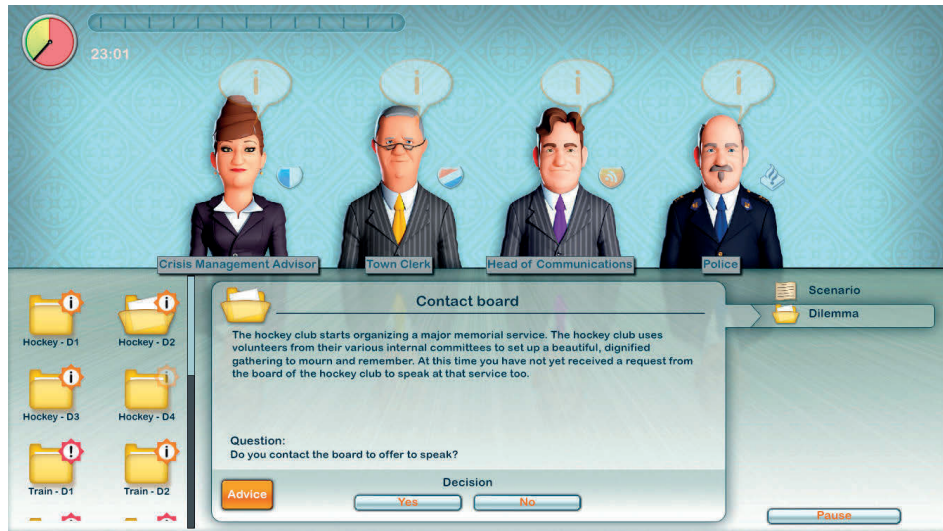 23:01
i
i
i
i
Crisis Management Advisor
Town Clerk
Head of Communications
Police
i
Hockey - D1
i
Hockey - D2
i
Hockey - D3
i
Hockey - D4
!
Train - D1
i
Train - D2
Contact board
The hockey club starts organizing a major memorial service. The hockey club uses
volunteers from their various internal committees to set up a beautiful, dignified
gathering to mourn and remember. At this time you have not yet received a request from
the board of the hockey club to speak at that service too.
Question:
Do you contact the board to offer to speak?
Advice
Decision
Yes
No
Scenario
Dilemma
Pause